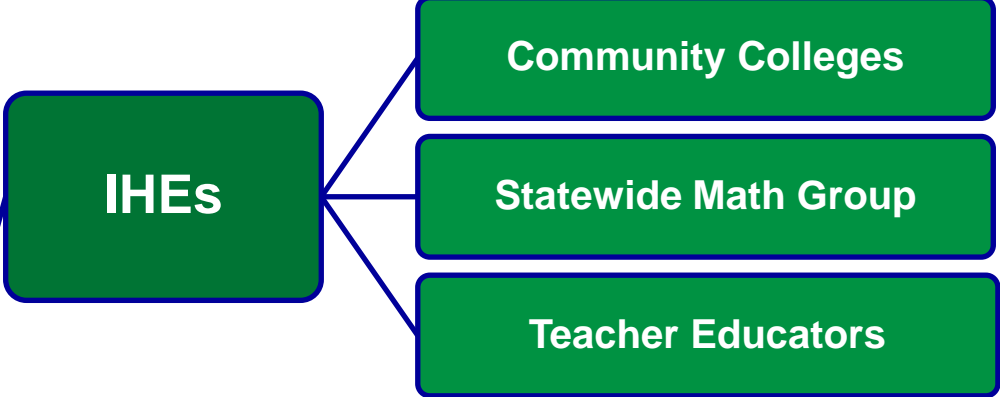 Community Colleges
IHEs
Statewide Math Group
Teacher Educators